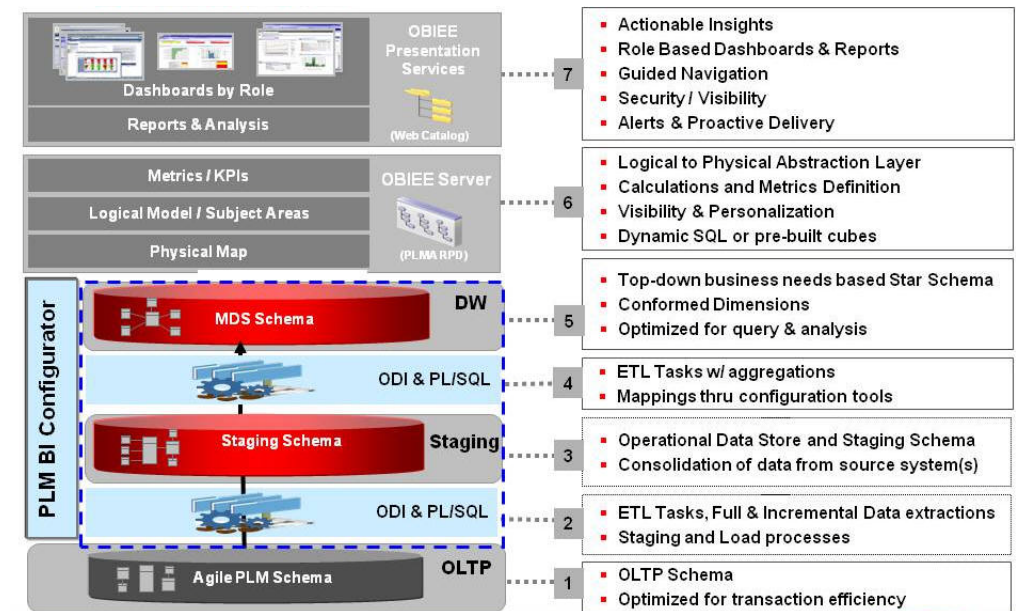 OBIEE
Presentation
Services
Dashboards by Role
Reports & Analysis
(Web Catalog)
7
Actionable Insights
Role Based Dashboards & Reports
Guided Navigation
Security / Visibility
Alerts & Proactive Delivery
Metrics / KPIs
OBIEE Server
Logical Model / Subject Areas
Physical Map
(PLMA RPD)
6
Logical to Physical Abstraction Layer
Calculations and Metrics Definition
Visibility & Personalization
Dynamic SQL or pre-built cubes
PLM BI Configurator
DW
MDS Schema
5
Top-down business needs based Star Schema
Conformed Dimensions
Optimized for query & analysis
ODI & PL/SQL
4
ETL Tasks w/ aggregations
Mappings thru configuration tools
Staging Schema
Staging
3
Operational Data Store and Staging Schema
Consolidation of data from source system(s)
ODI & PL/SQL
2
ETL Tasks, Full & Incremental Data extractions
Staging and Load processes
OLTP
Agile PLM Schema
1
OLTP Schema
Optimized for transaction efficiency